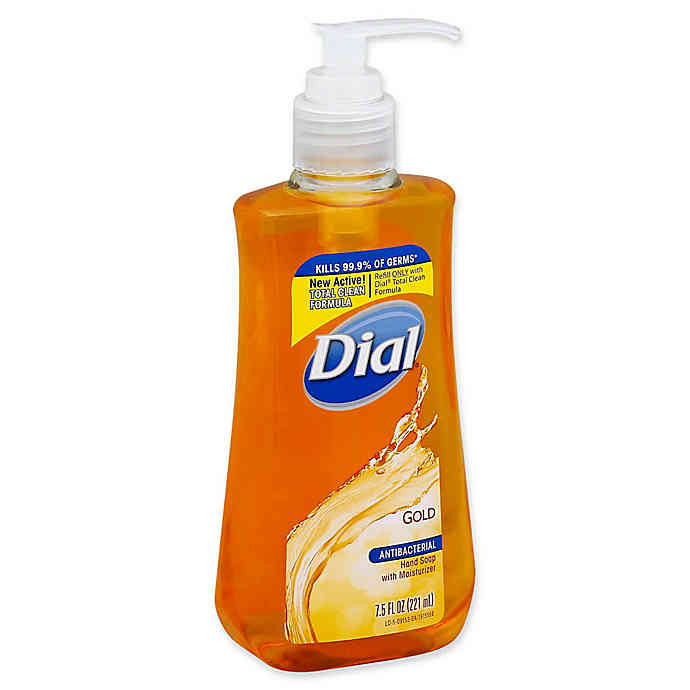 KILLS 99.9% OF GERMS*
New Active!
TOTAL CLEAN
FORMULA
Refill ONLY with
Dial® Total Clean
Formula
Dial®
GOLD
ANTIBACTERIAL
Hand Soap
with Moisturizer
7.5 FL OZ (221 mL)